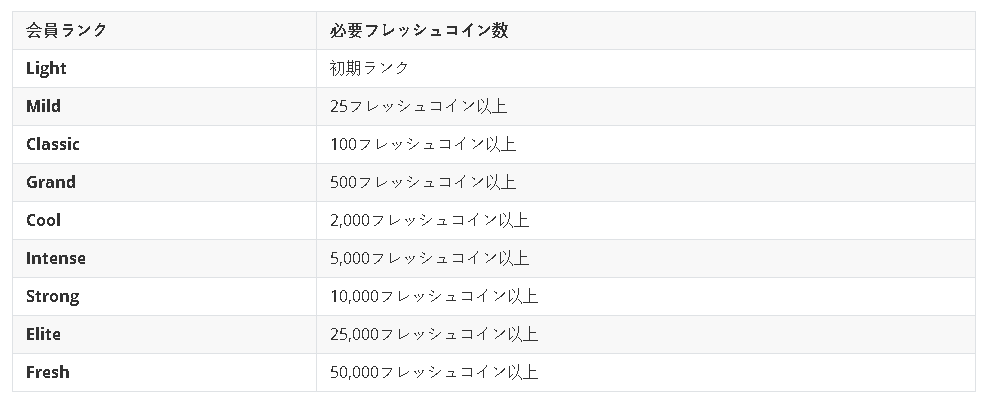 会員ランク 必要フレッシュコイン数
Light 初期ランク
Mild 25フレッシュコイン以上
Classic 100フレッシュコイン以上
Grand 500フレッシュコイン以上
Cool 2,000フレッシュコイン以上
Intense 5,000フレッシュコイン以上
Strong 10,000フレッシュコイン以上
Elite 25,000フレッシュコイン以上
Fresh 50,000フレッシュコイン以上